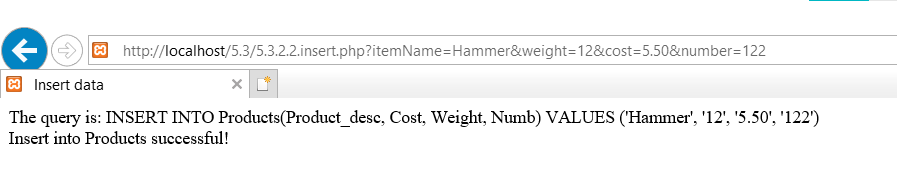 http://localhost/5.3/5.3.2.2.insert.php?itemName=Hammer&weight=12&cost=5.50&number=122
Insert data
The query is: INSERT INTO Products(Product_desc, Cost, Weight, Numb) VALUES ('Hammer', '12', '5.50', '122')
Insert into Products successful!